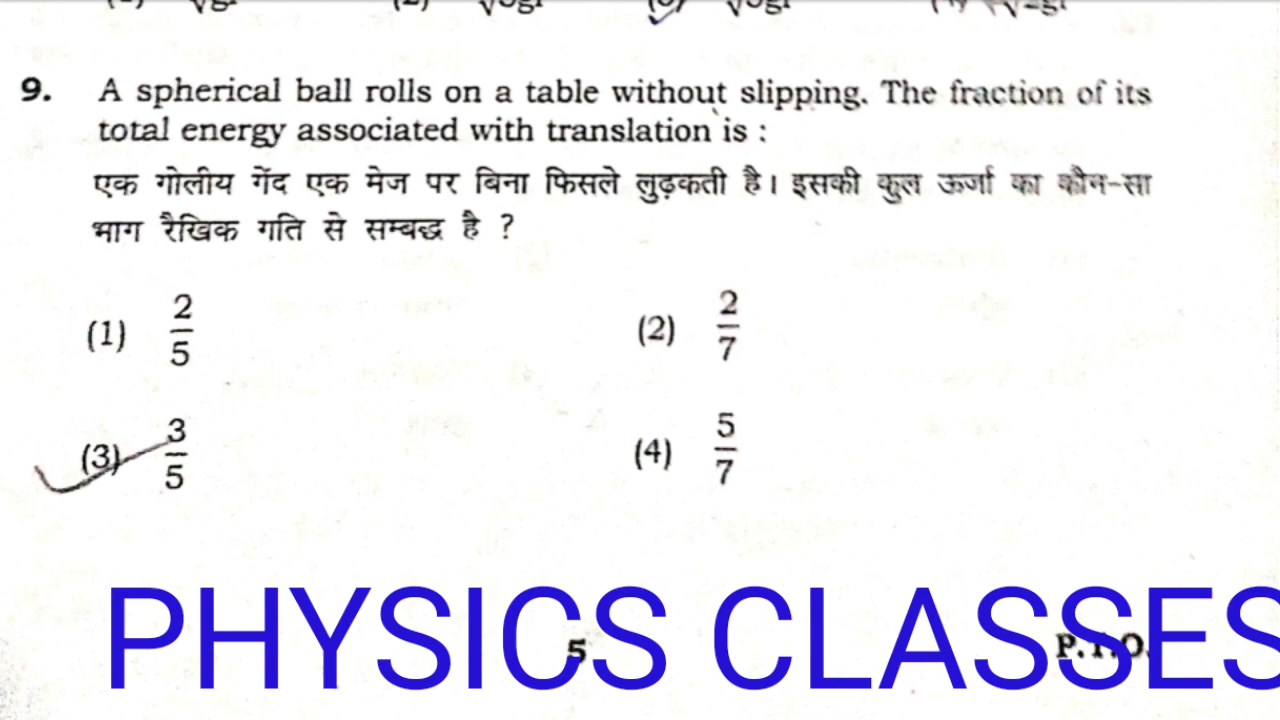 9. A spherical ball rolls on a table without slipping. The fraction of its
total energy associated with translation is :
एक गोलीय गेंद एक मेज पर बिना फिसले लुढ़कती है। इसकी कुल ऊर्जा का कौन-सा
भाग रैखिक गति से सम्बद्ध है ?
(1) 2/5 (2) 2/7
(3) 3/5 (4) 5/7
5 P.T.O.
PHYSICS CLASSES